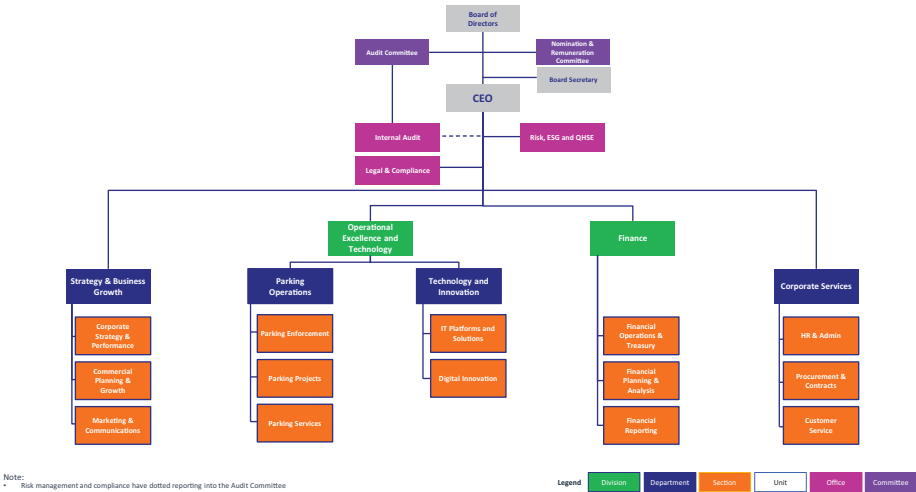 Board of
Directors
Audit Committee
Nomination &
Remuneration
Committee
Board Secretary
CEO
Internal Audit
Risk, ESG and QHSE
Legal & Compliance
Operational
Excellence and
Technology
Finance
Strategy & Business
Growth
Parking
Operations
Technology and
Innovation
Corporate Services
Corporate
Strategy &
Performance
Parking Enforcement
IT Platforms and
Solutions
Financial
Operations &
Treasury
HR & Admin
Commercial
Planning &
Growth
Parking Projects
Digital Innovation
Financial
Planning &
Analysis
Procurement &
Contracts
Marketing &
Communications
Parking Services
Financial
Reporting
Customer
Service
Note:
• Risk management and compliance have dotted reporting into the Audit Committee
Legend
Division
Department
Section
Unit
Office
Committee